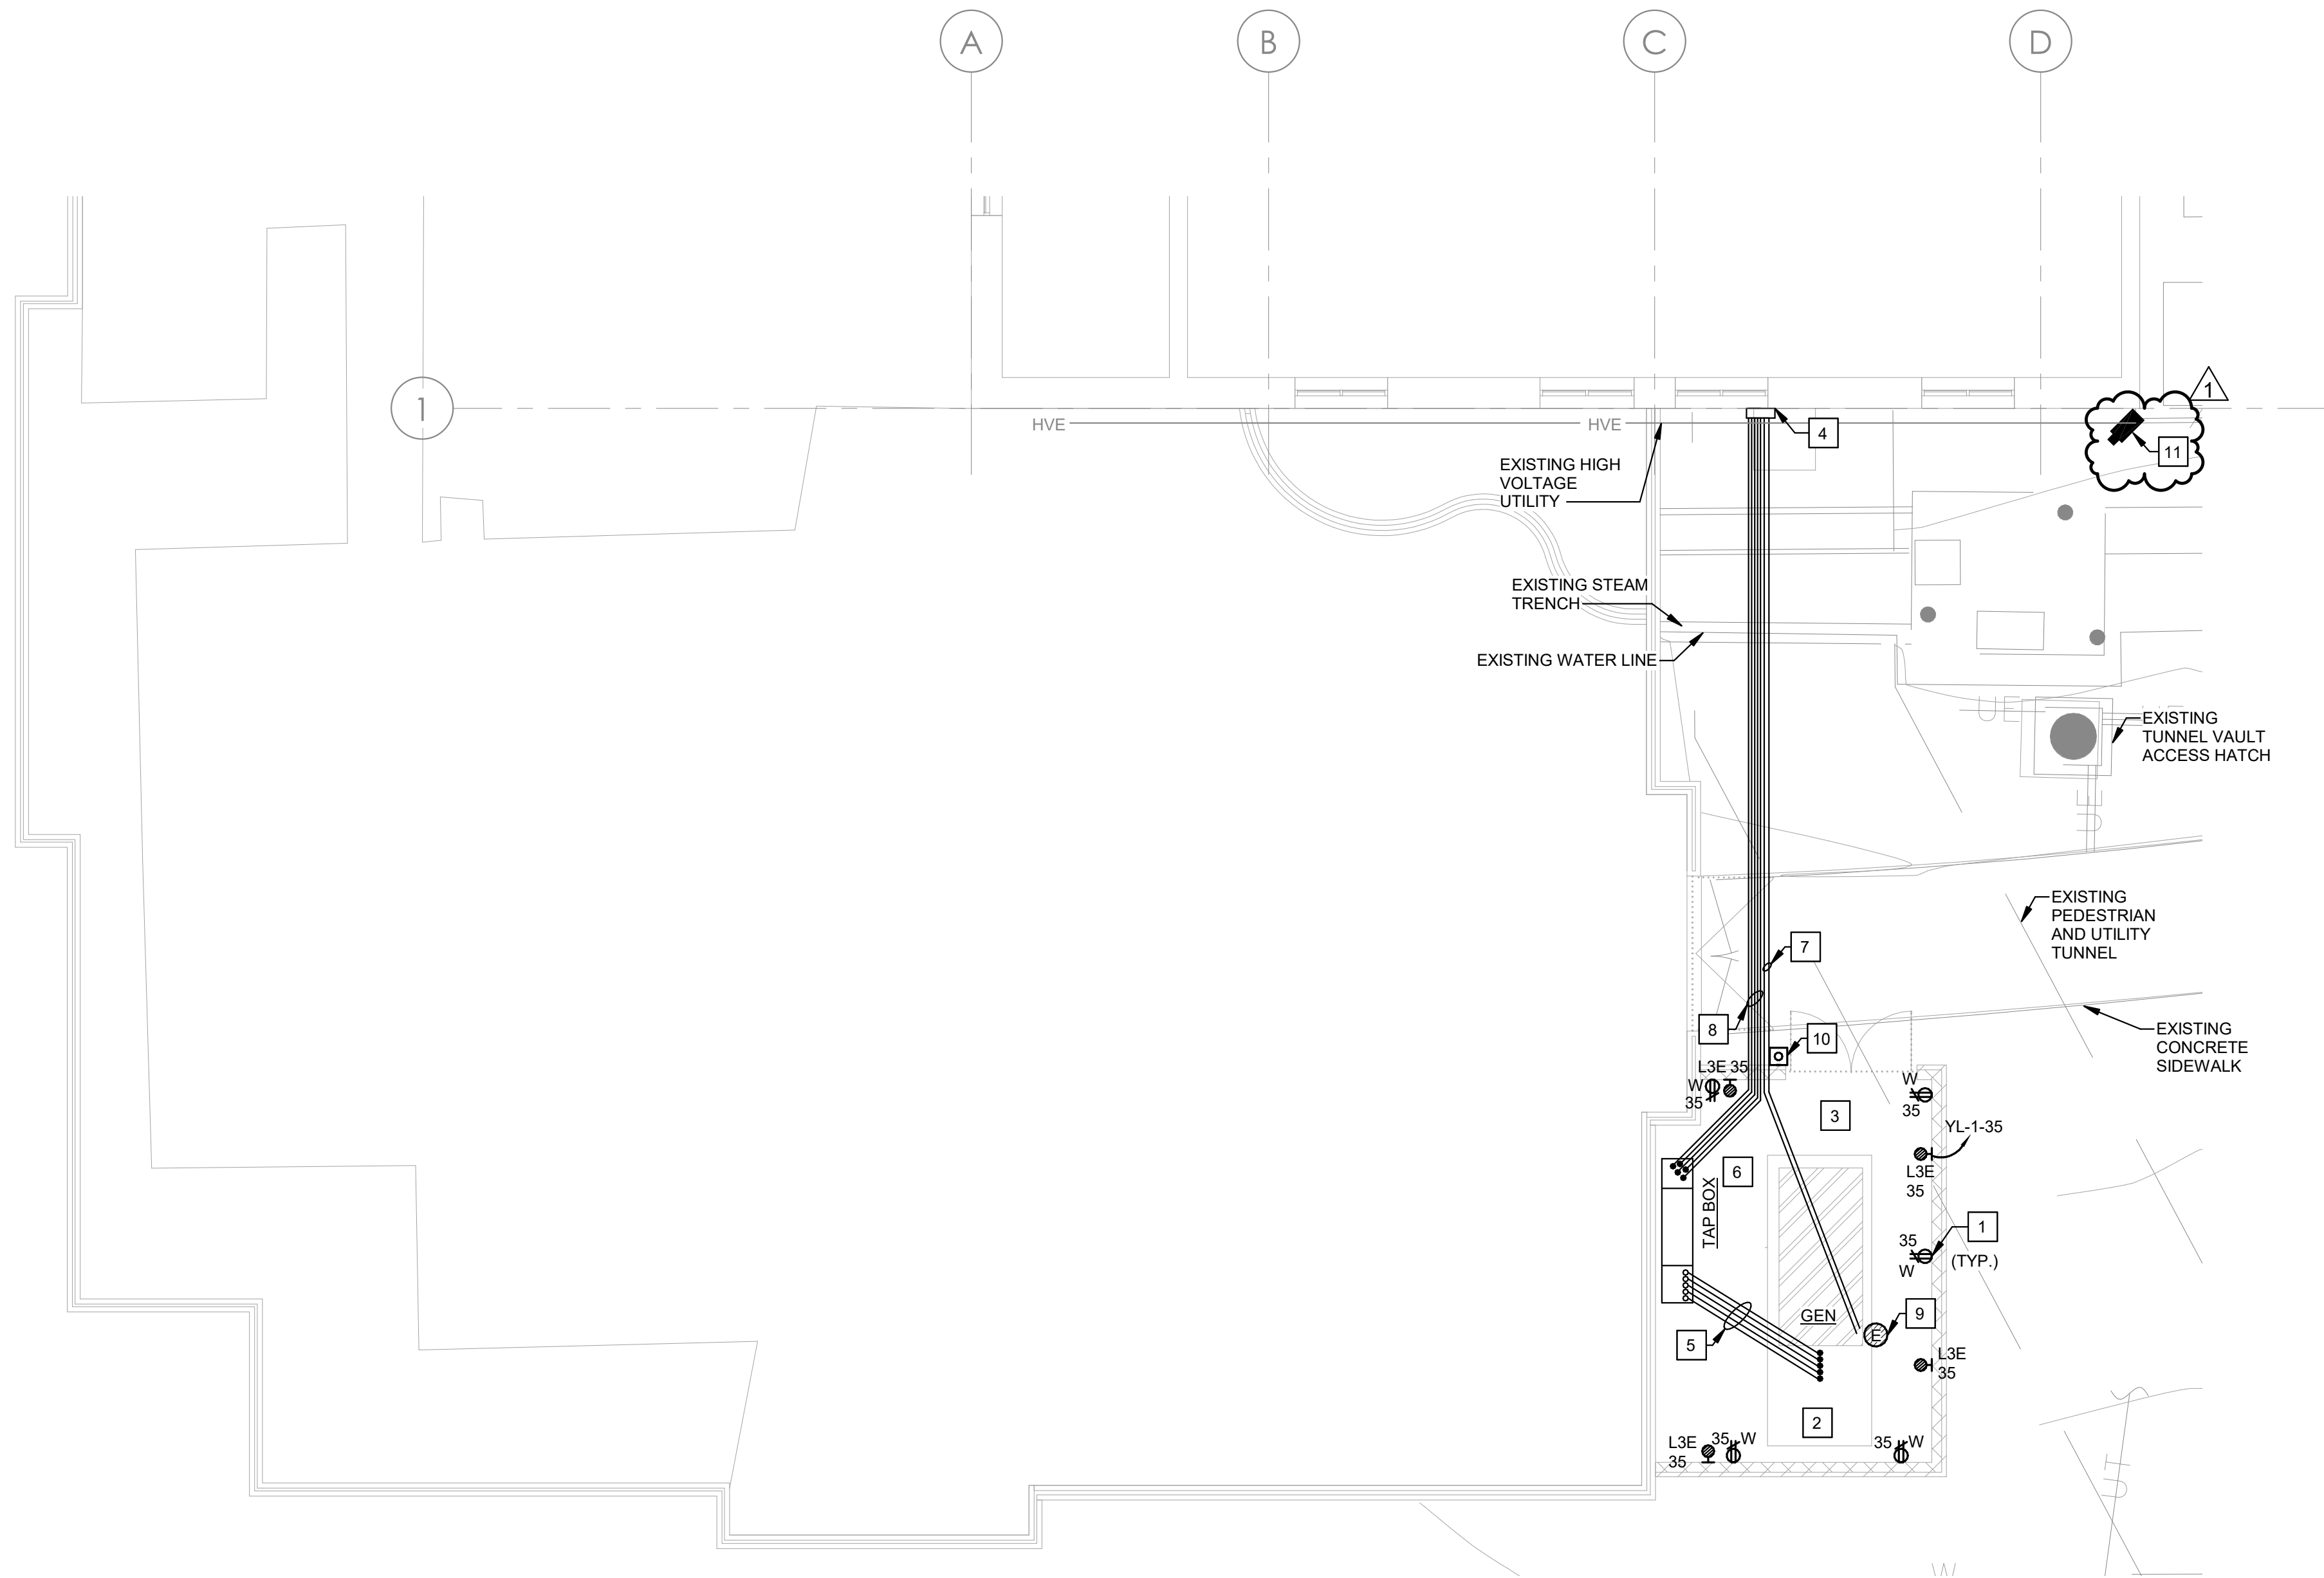 A
B
C
D
1
1
HVE
HVE
4
11
EXISTING HIGH
VOLTAGE
UTILITY
EXISTING STEAM
TRENCH
EXISTING WATER LINE
UE
EXISTING
TUNNEL VAULT
ACCESS HATCH
UE
EXISTING
PEDESTRIAN
AND UTILITY
TUNNEL
7
8
10
EXISTING
CONCRETE
SIDEWALK
L3E 35
W
35
W
35
3
YL-1-35
L3E
35
6
TAP BOX
35
W
1
(TYP.)
GEN
9
E
5
L3E
35
2
L3E
35
35 W
35 W
W